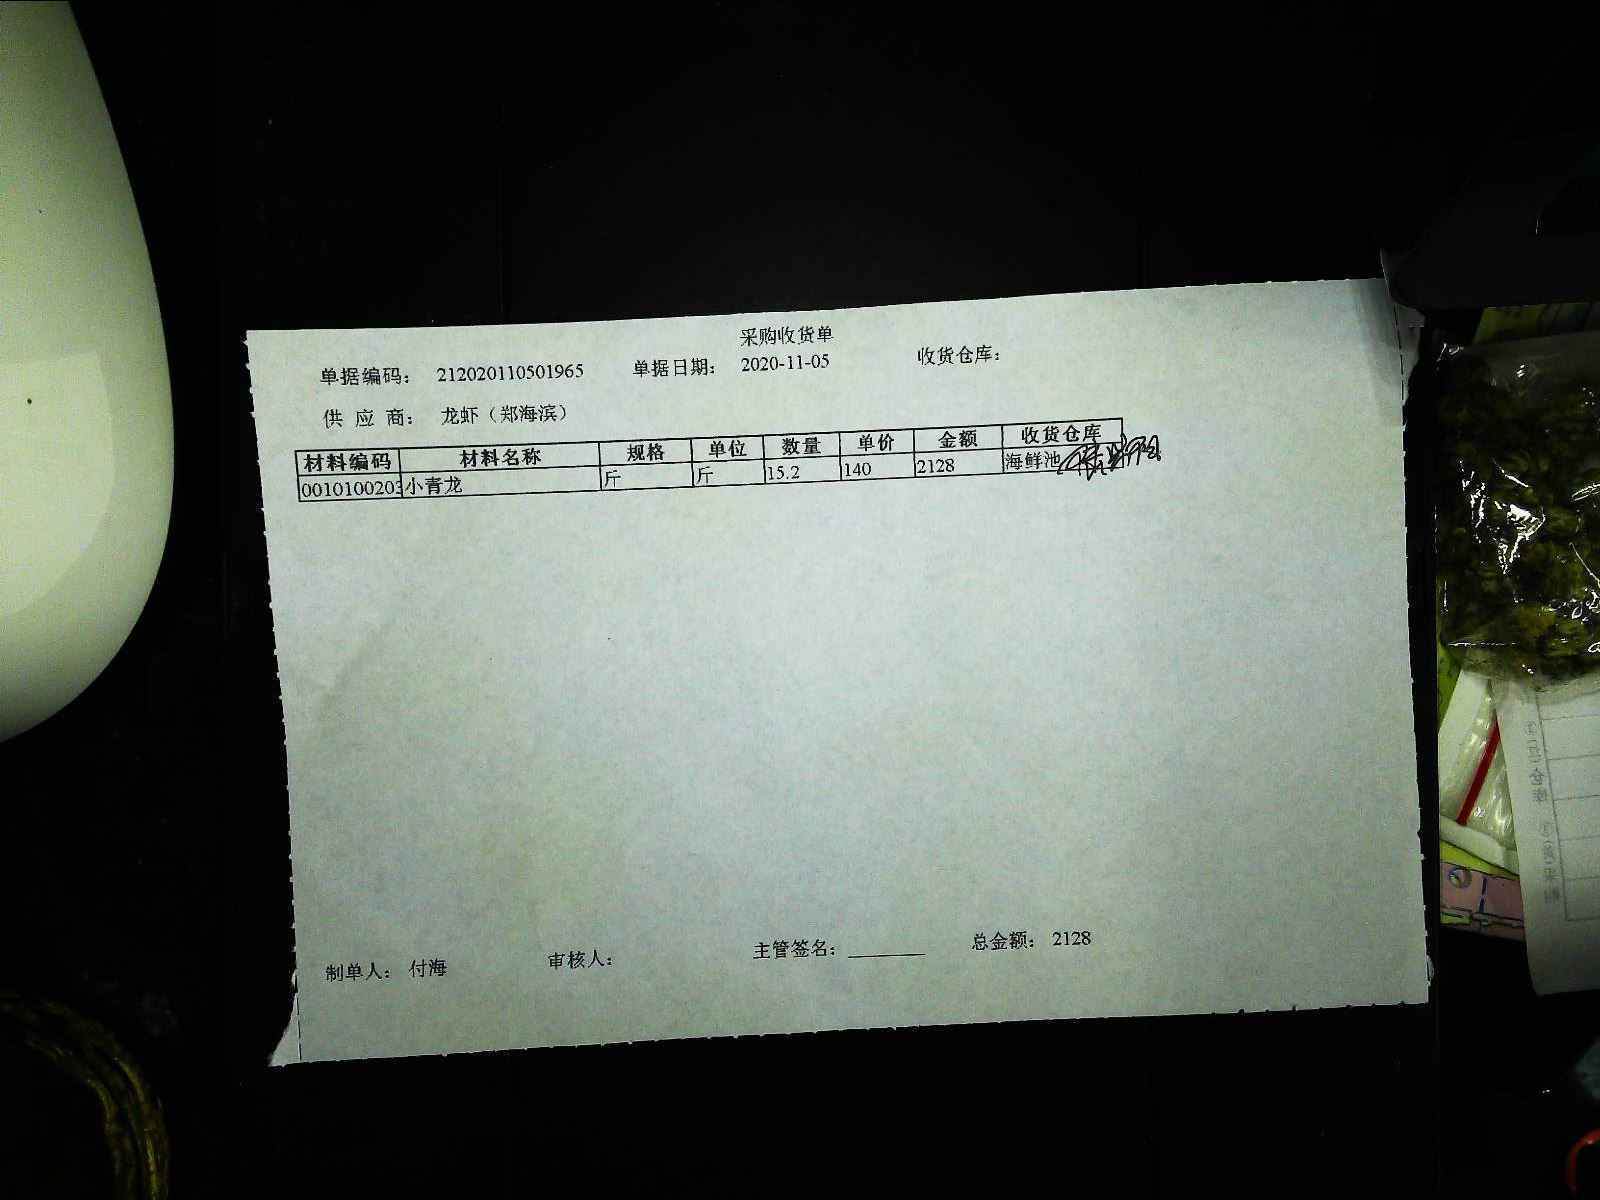 采购收货单
单据编码： 212020110501965 单据日期： 2020-11-05 收货仓库：
供 应 商： 龙虾（郑海滨）
材料编码 材料名称 规格 单位 数量 单价 金额 收货仓库
0010100203 小青龙 斤 斤 15.2 140 2128 海鲜池
制单人： 付海 审核人： 主管签名： 总金额： 2128